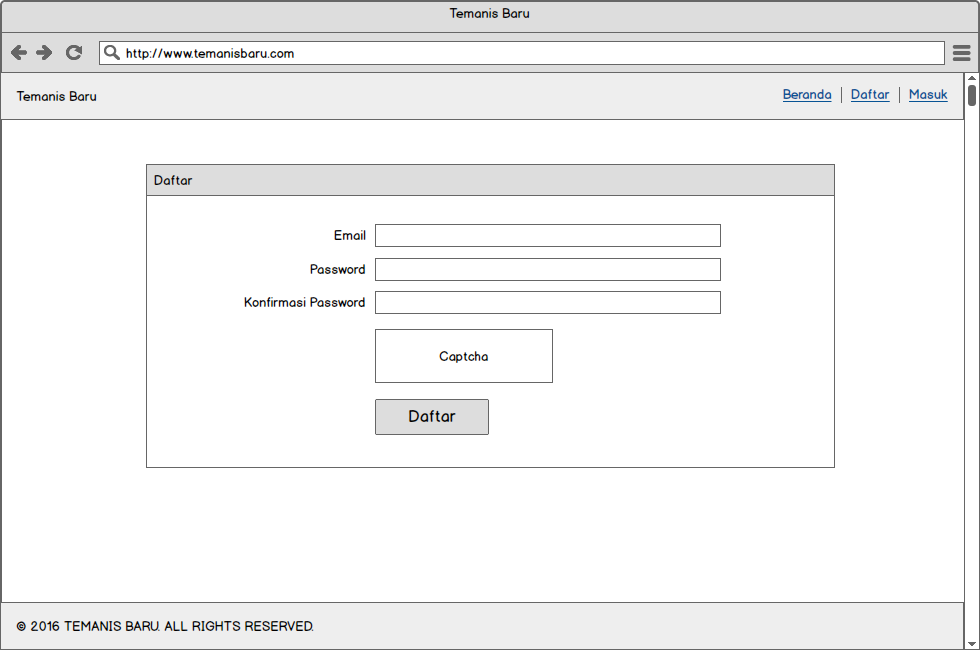 Temanis Baru
http://www.temanisbaru.com
Temanis Baru
Beranda | Daftar | Masuk
Daftar
Email
Password
Konfirmasi Password
Captcha
Daftar
© 2016 TEMANIS BARU. ALL RIGHTS RESERVED.